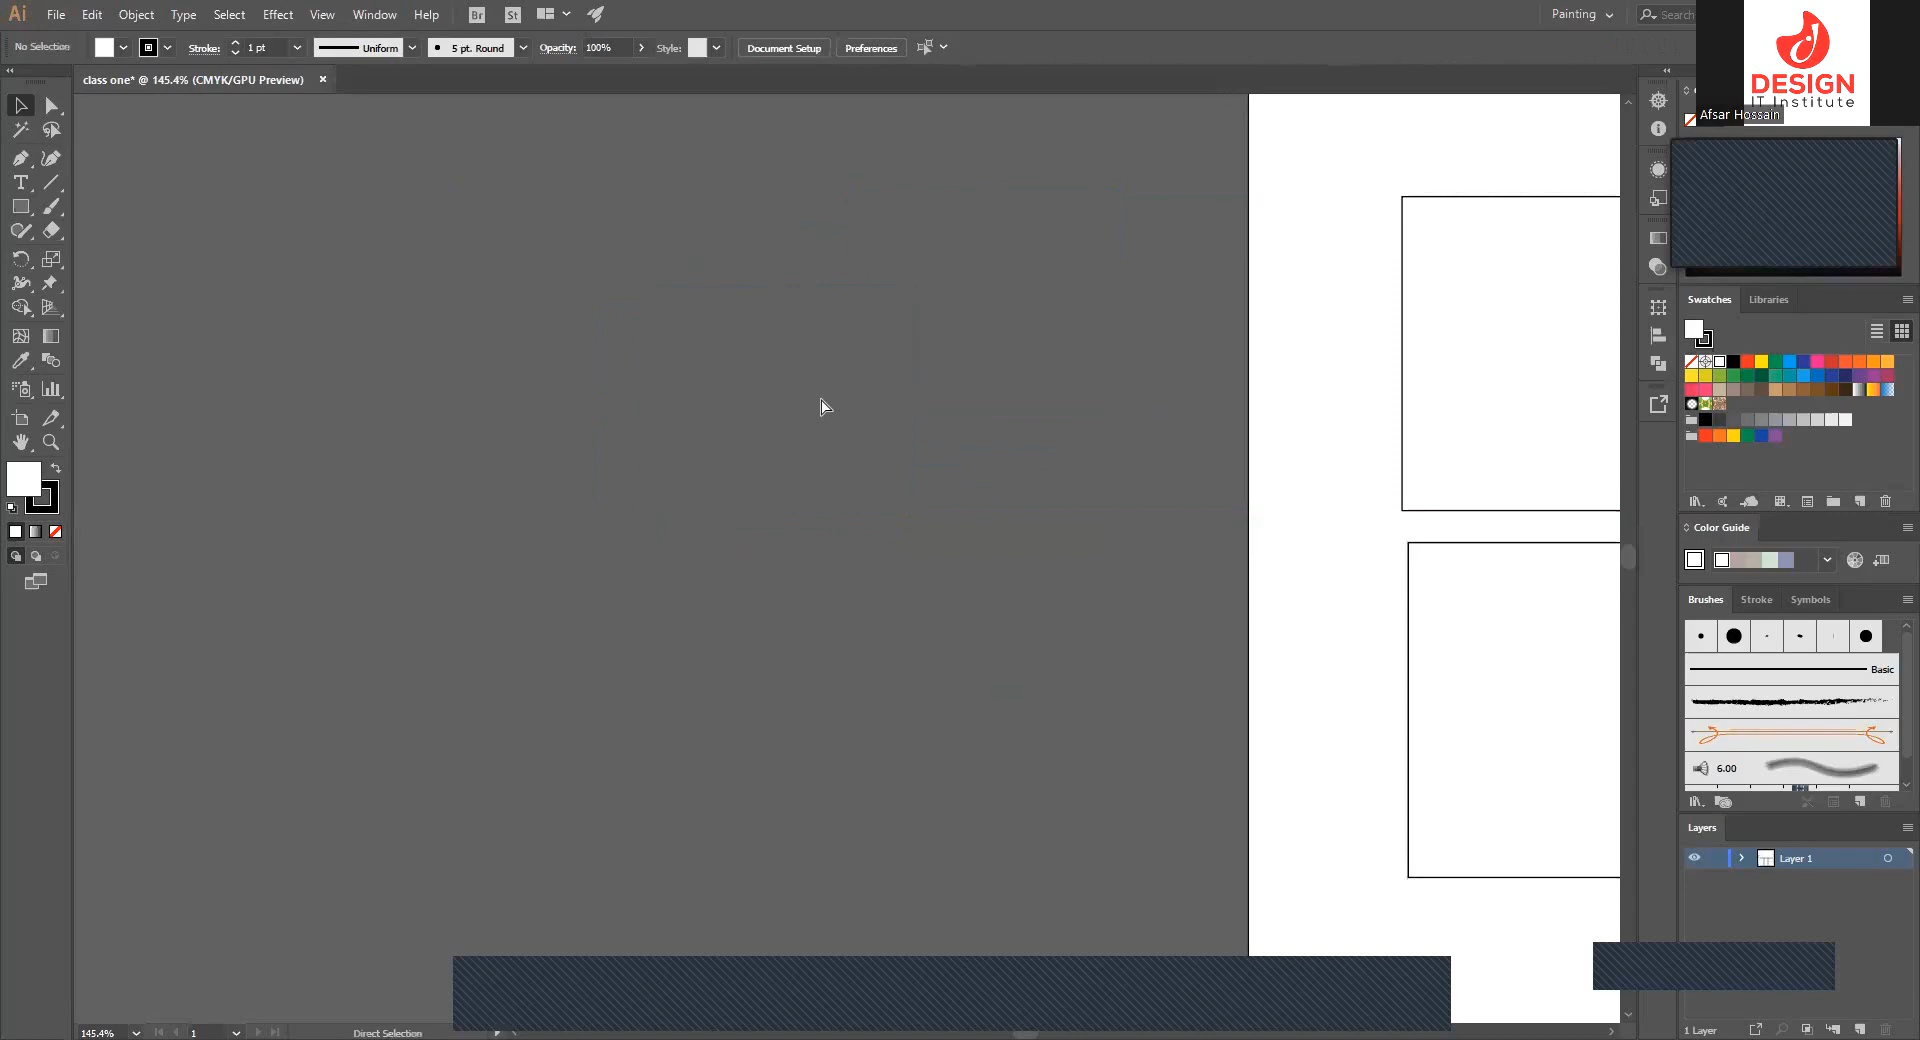 Ai File Edit Object Type Select Effect View Window Help Br St Painting Search
No Selection Stroke: 1 pt Uniform 5 pt. Round Opacity: 100% Style: Document Setup Preferences
class one* @ 145.4% (CMYK/GPU Preview)
DESIGN
IT Institute
Afsar Hossain
Swatches Libraries
Color Guide
Brushes Stroke Symbols
Basic
6.00
Layers
Layer 1
145.4% 1 Direct Selection
1 Layer